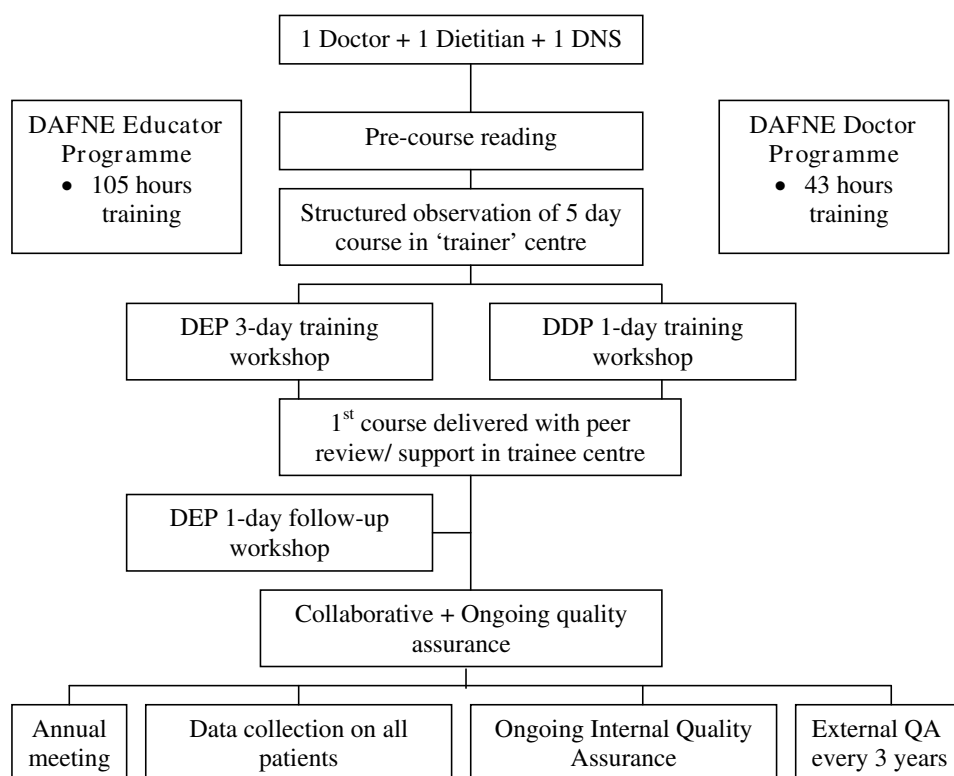 1 Doctor + 1 Dietitian + 1 DNS
DAFNE Educator
Programme
• 105 hours
training
Pre-course reading
DAFNE Doctor
Programme
• 43 hours
training
Structured observation of 5 day
course in ‘trainer’ centre
DEP 3-day training
workshop
DDP 1-day training
workshop
1st course delivered with peer
review/ support in trainee centre
DEP 1-day follow-up
workshop
Collaborative + Ongoing quality
assurance
Annual
meeting
Data collection on all
patients
Ongoing Internal Quality
Assurance
External QA
every 3 years